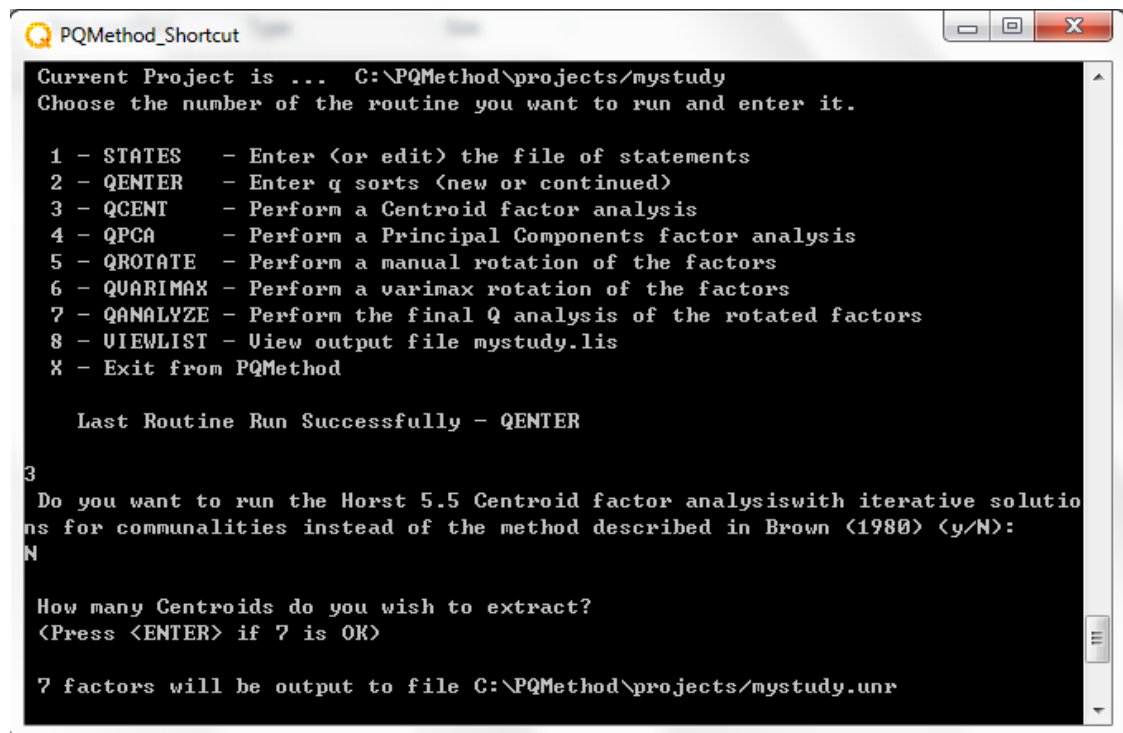 PQMethod_Shortcut
Current Project is ... C:\PQMethod\projects/mystudy
Choose the number of the routine you want to run and enter it.
1 - STATES - Enter (or edit) the file of statements
2 - QENTER - Enter q sorts (new or continued)
3 - QCENT - Perform a Centroid factor analysis
4 - QPCA - Perform a Principal Components factor analysis
5 - QROTATE - Perform a manual rotation of the factors
6 - QVARIMAX - Perform a varimax rotation of the factors
7 - QANALYZE - Perform the final Q analysis of the rotated factors
8 - VIEWLIST - View output file mystudy.lis
X - Exit from PQMethod
Last Routine Run Successfully - QENTER
3
Do you want to run the Horst 5.5 Centroid factor analysiswith iterative solutio
ns for communalities instead of the method described in Brown (1980) (y/N):
N
How many Centroids do you wish to extract?
(Press <ENTER> if 7 is OK)
7 factors will be output to file C:\PQMethod\projects/mystudy.unr